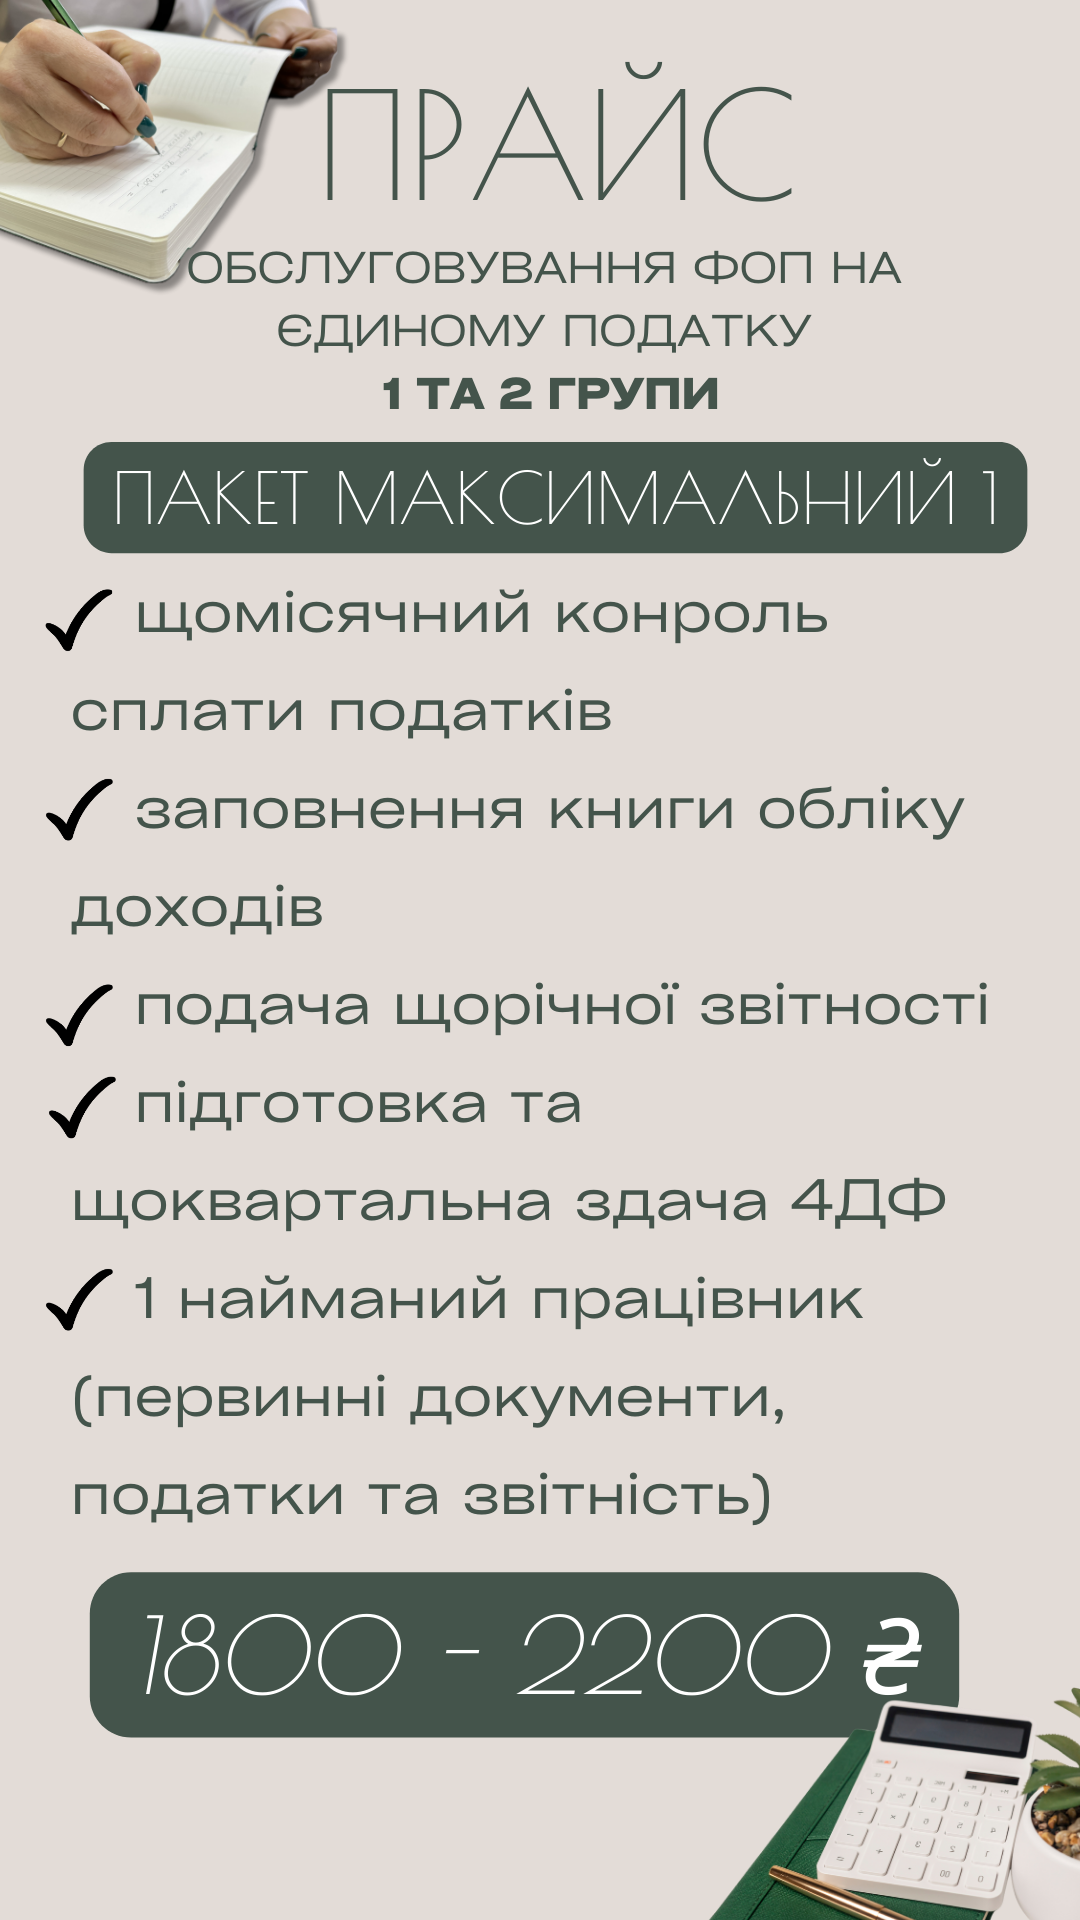 ПРАЙС
ОБСЛУГОВУВАННЯ ФОП НА
ЄДИНОМУ ПОДАТКУ
1 ТА 2 ГРУПИ
ПАКЕТ МАКСИМАЛЬНИЙ 1
щомісячний конроль
сплати податків
заповнення книги обліку
доходів
подача щорічної звітності
підготовка та
щоквартальна здача 4ДФ
1 найманий працівник
(первинні документи,
податки та звітність)
1800 - 2200 ₴